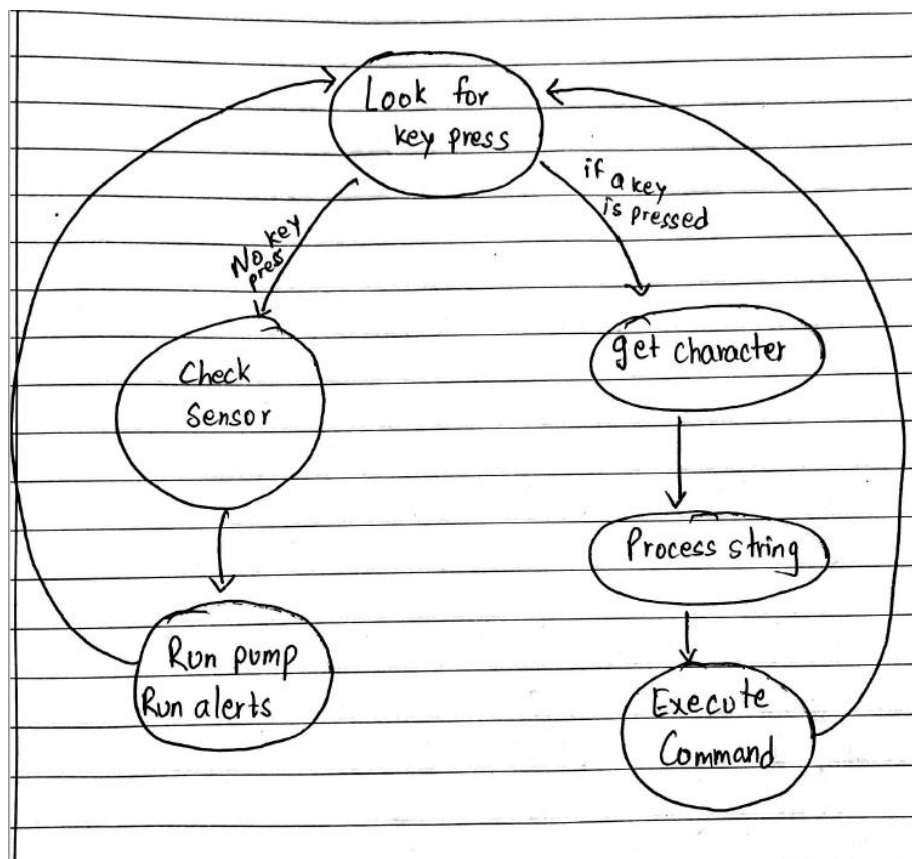 Look for
key press
if a key
is pressed
No key
press
Check
Sensor
get character
Process string
Run pump
Run alerts
Execute
Command